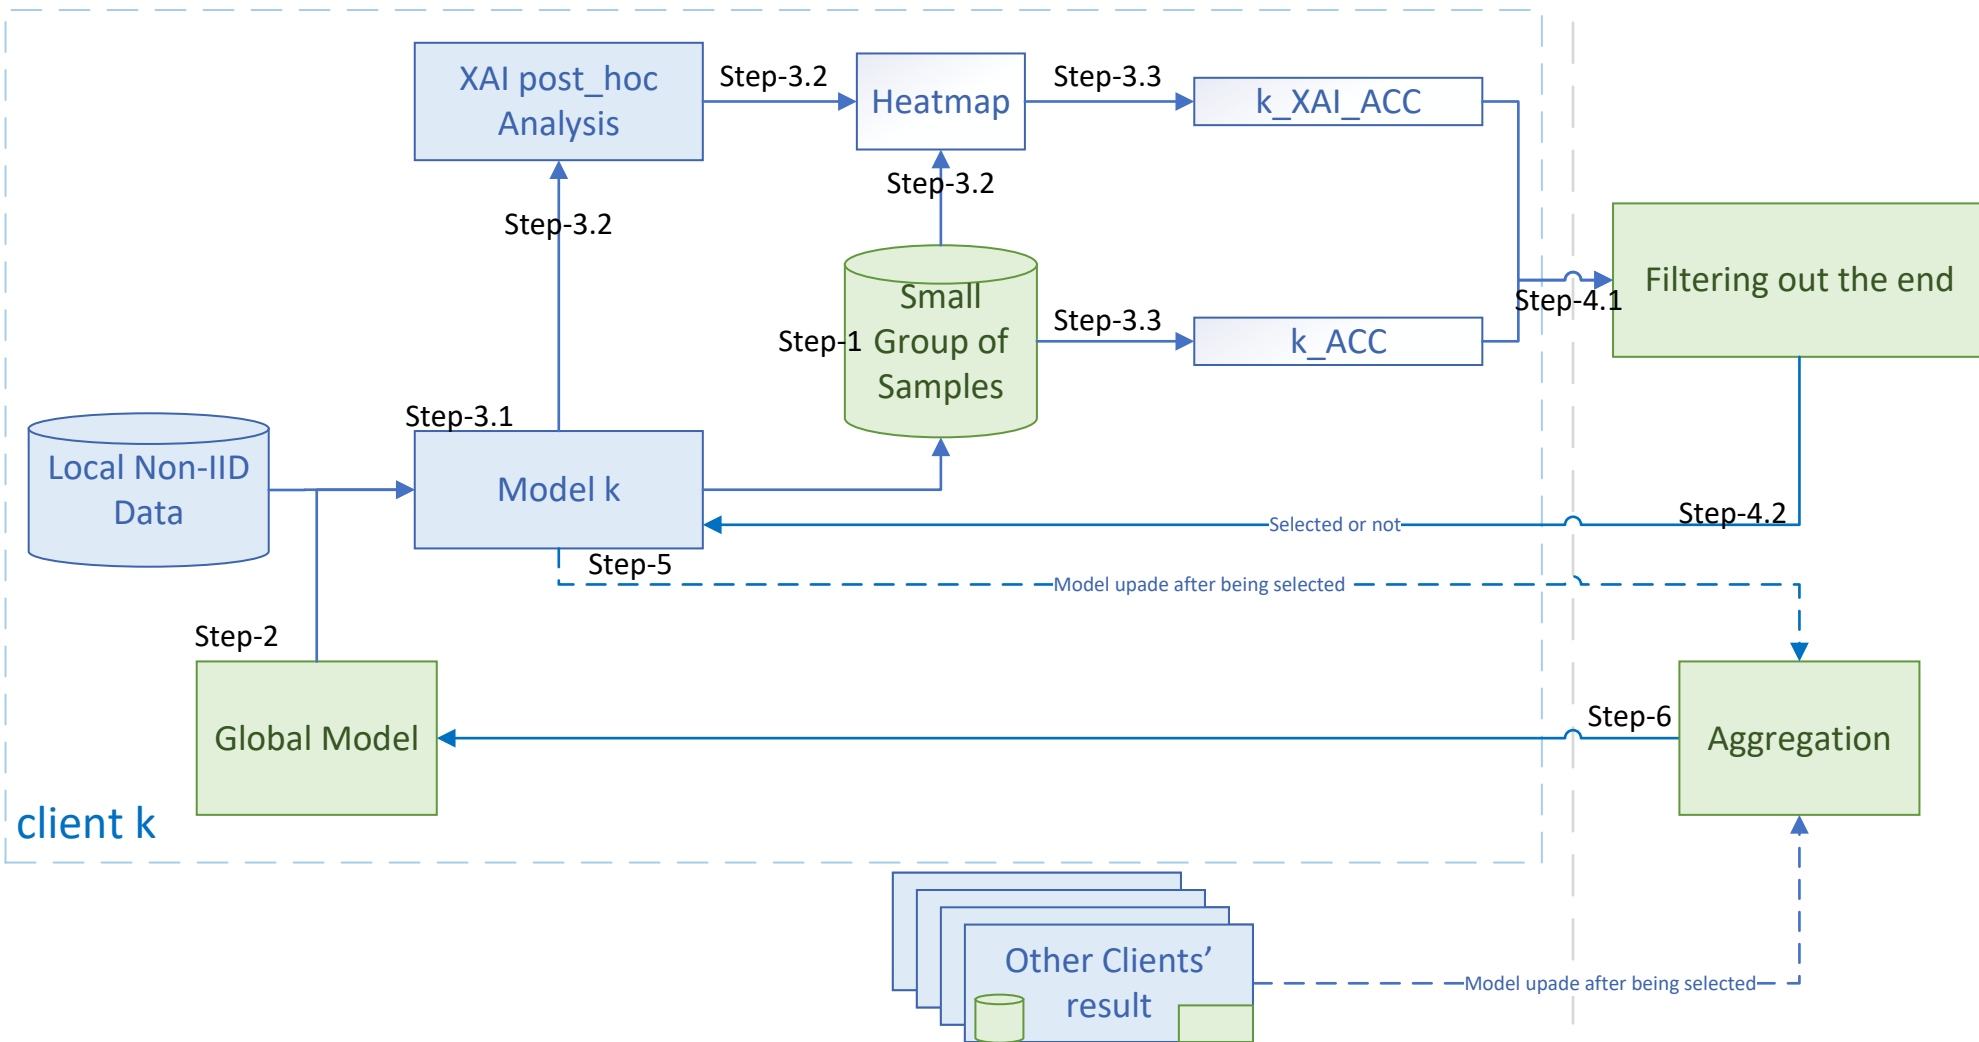 XAI post_hoc
Analysis
Step-3.2
Heatmap
Step-3.3
k_XAI_ACC
Step-3.2
Step-3.2
Small
Group of
Samples
Step-1
Step-3.3
k_ACC
Step-4.1
Filtering out the end
Local Non-IID
Data
Step-3.1
Model k
Selected or not
Step-4.2
Step-5
Model upade after being selected
Step-2
Global Model
Step-6
Aggregation
client k
Other Clients’
result
Model upade after being selected